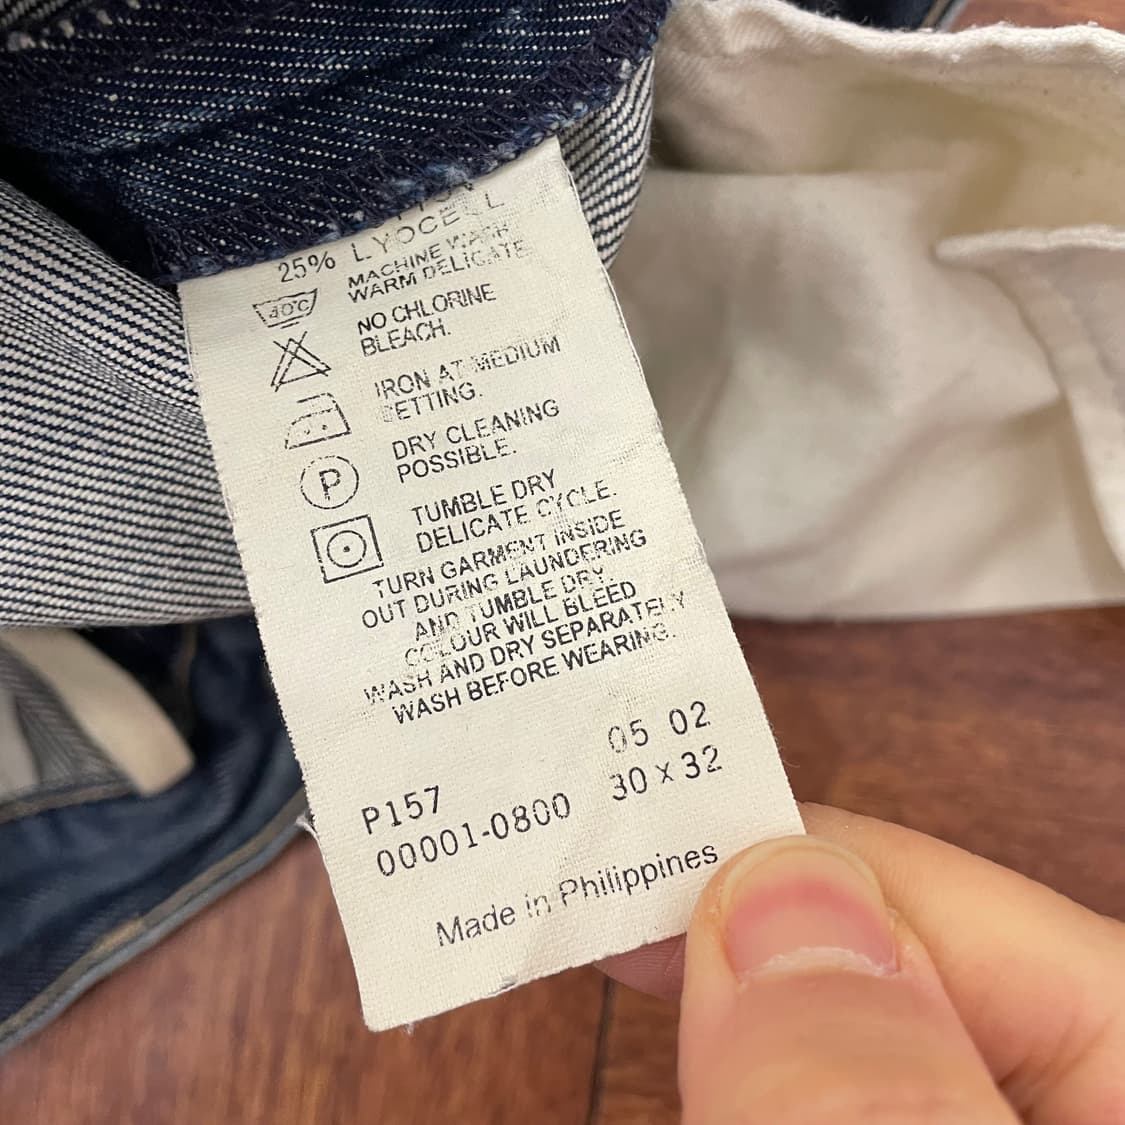 25% LYOCELL
40°C
MACHINE WASH
WARM DELICATE.
NO CHLORINE
BLEACH.
IRON AT MEDIUM
SETTING.
P
DRY CLEANING
POSSIBLE.
TUMBLE DRY
DELICATE CYCLE.
TURN GARMENT INSIDE
OUT DURING LAUNDERING
AND TUMBLE DRY.
COLOUR WILL BLEED
WASH AND DRY SEPARATELY
WASH BEFORE WEARING.
05 02
30 x 32
P157
00001-0800
Made in Philippines